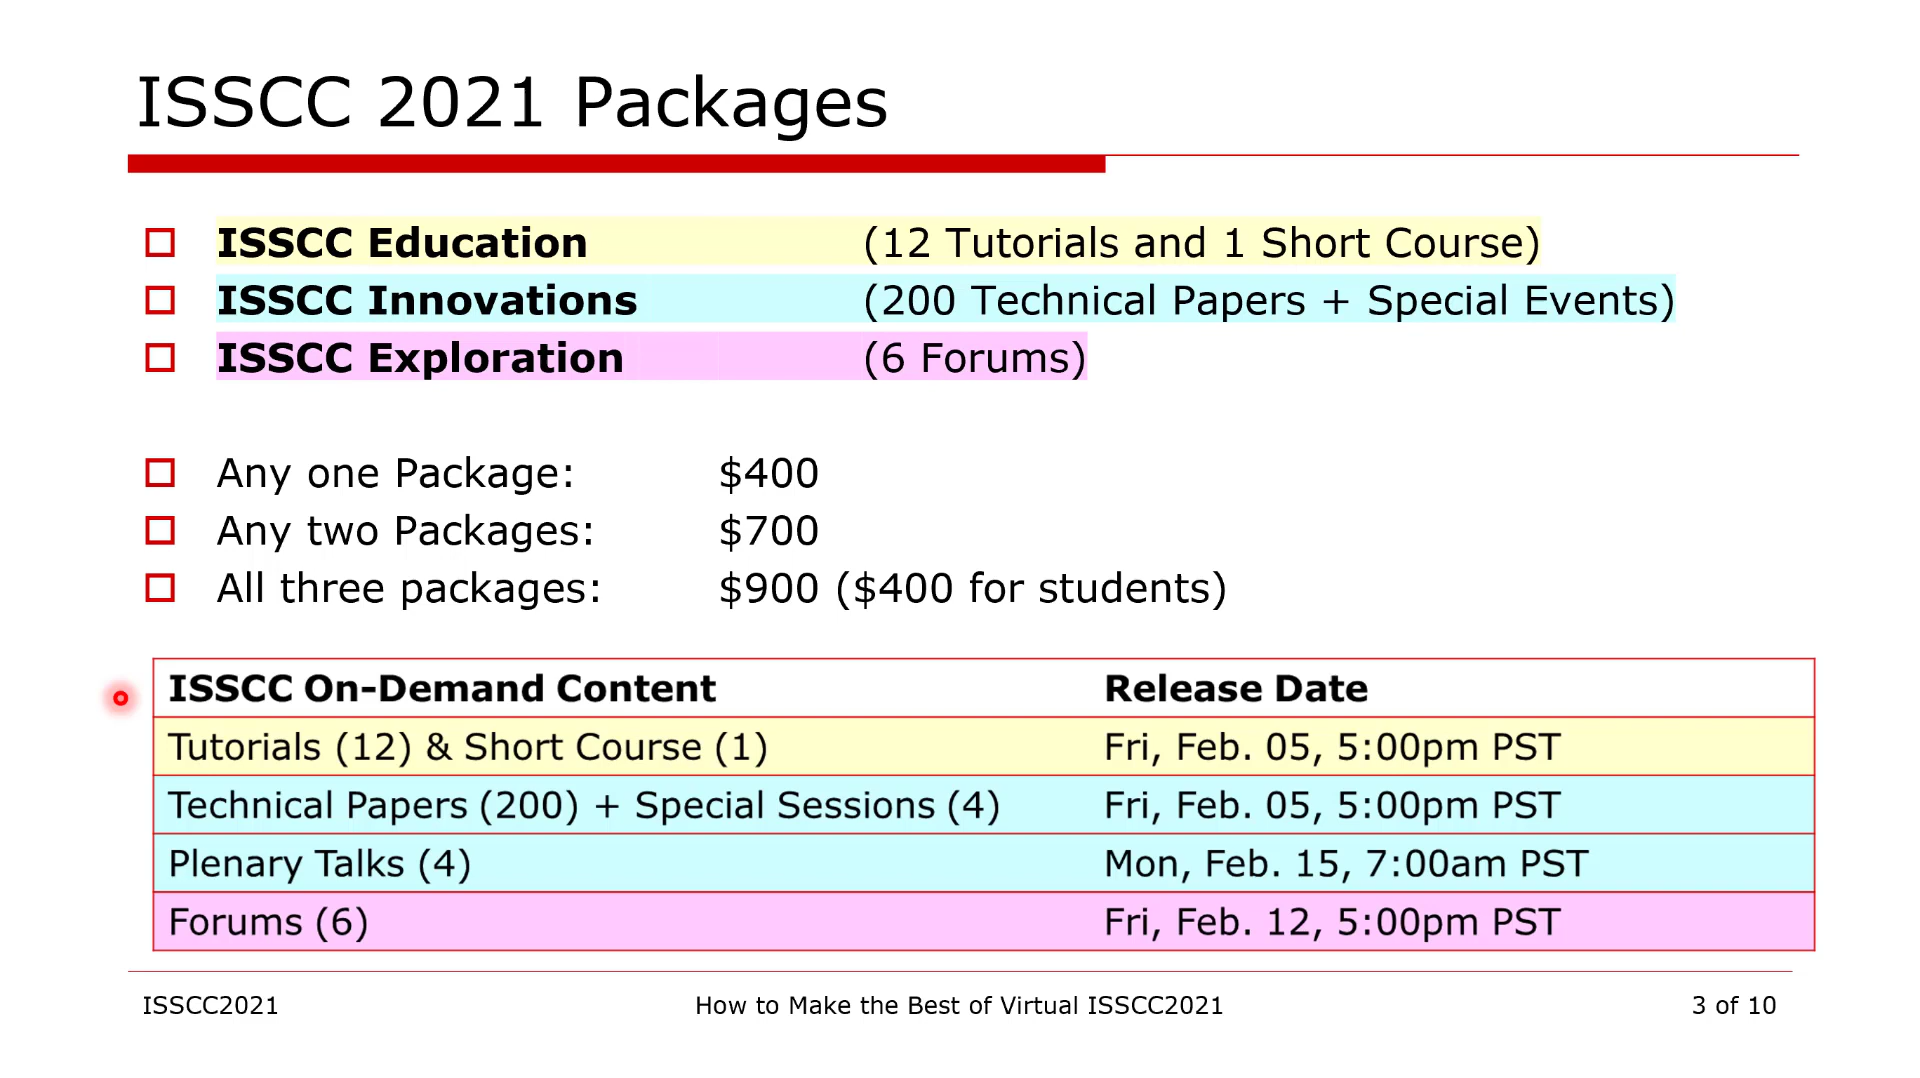 ISSCC 2021 Packages
ISSCC Education (12 Tutorials and 1 Short Course)
ISSCC Innovations (200 Technical Papers + Special Events)
ISSCC Exploration (6 Forums)
Any one Package: $400
Any two Packages: $700
All three packages: $900 ($400 for students)
ISSCC On-Demand Content Release Date
Tutorials (12) & Short Course (1) Fri, Feb. 05, 5:00pm PST
Technical Papers (200) + Special Sessions (4) Fri, Feb. 05, 5:00pm PST
Plenary Talks (4) Mon, Feb. 15, 7:00am PST
Forums (6) Fri, Feb. 12, 5:00pm PST
ISSCC2021 How to Make the Best of Virtual ISSCC2021 3 of 10